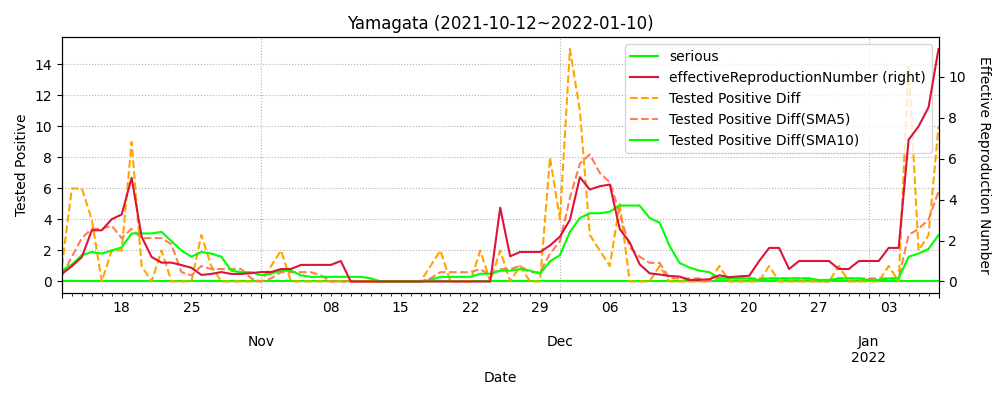 Yamagata (2021-10-12~2022-01-10)
serious
effectiveReproductionNumber (right)
Tested Positive Diff
Tested Positive Diff(SMA5)
Tested Positive Diff(SMA10)
Tested Positive
14
12
10
8
6
4
2
0
10
8
6
4
2
0
Effective Reproduction Number
18
25
08
15
22
29
06
13
20
27
03
Nov
Dec
Jan
2022
Date